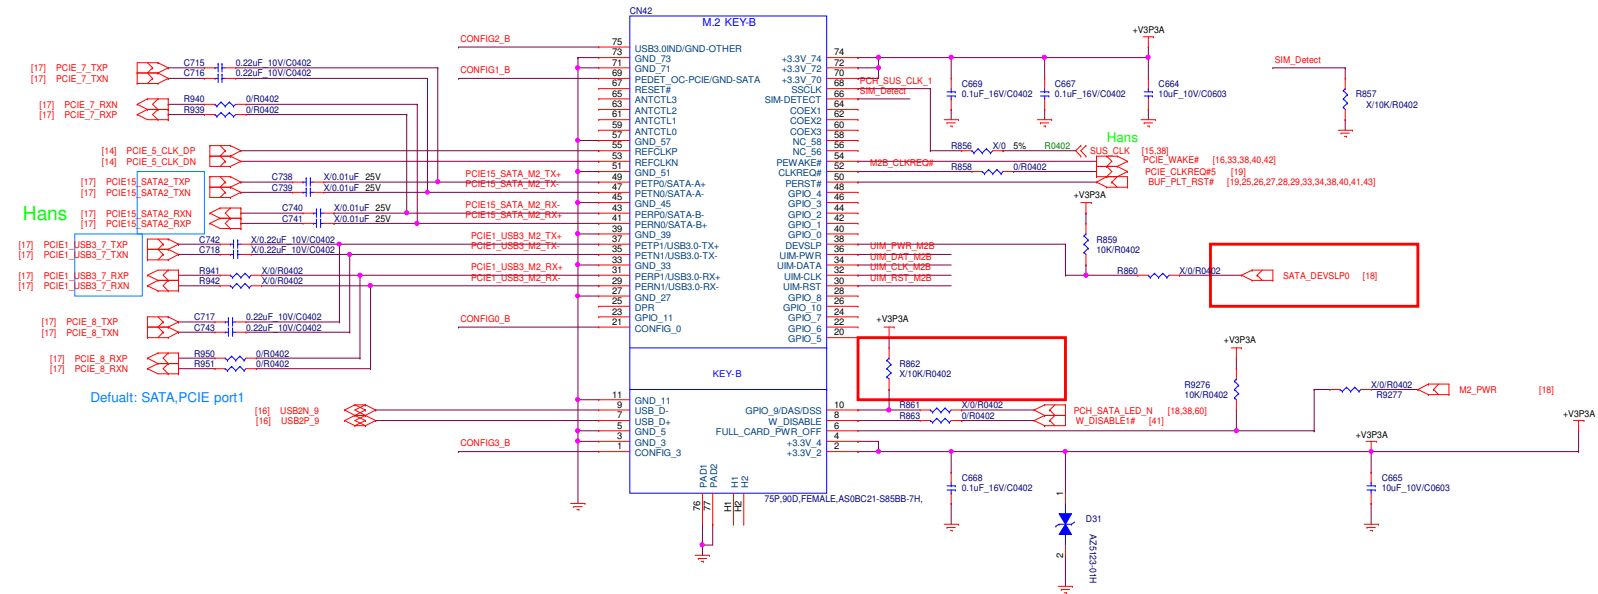 CN42
M.2 KEY-B
CONFIG2_B
75
USB3.0IND/GND-OTHER
73
GND_73
71
GND_71
CONFIG1_B
69
PEDET_OC-PCIE/GND-SATA
67
RESET#
65
ANTCTL3
63
ANTCTL2
61
ANTCTL1
59
ANTCTL0
57
GND_57
55
REFCLKP
53
REFCLKN
51
GND_51
49
PETP0/SATA-A+
47
PETN0/SATA-A-
45
GND_45
43
PERP0/SATA-B-
41
PERN0/SATA-B+
39
GND_39
37
PETP1/USB3.0-TX+
35
PETN1/USB3.0-TX-
33
GND_33
31
PERP1/USB3.0-RX+
29
PERN1/USB3.0-RX-
27
GND_27
25
DPR
23
GPIO_11
CONFIG0_B
21
CONFIG_0
[17] PCIE_7_TXP C715 0.22uF_10V/C0402
[17] PCIE_7_TXN C716 0.22uF_10V/C0402
[17] PCIE_7_RXN R940 0/R0402
[17] PCIE_7_RXP R939 0/R0402
[14] PCIE_5_CLK_DP
[14] PCIE_5_CLK_DN
[17] PCIE15_SATA2_TXP C738 X/0.01uF 25V PCIE15_SATA_M2_TX+
[17] PCIE15_SATA2_TXN C739 X/0.01uF 25V PCIE15_SATA_M2_TX-
Hans
[17] PCIE15_SATA2_RXN C740 X/0.01uF 25V PCIE15_SATA_M2_RX-
[17] PCIE15_SATA2_RXP C741 X/0.01uF 25V PCIE15_SATA_M2_RX+
[17] PCIE1_USB3_7_TXP C742 X/0.22uF_10V/C0402 PCIE1_USB3_M2_TX+
[17] PCIE1_USB3_7_TXN C718 X/0.22uF_10V/C0402 PCIE1_USB3_M2_TX-
[17] PCIE1_USB3_7_RXP R941 X/0/R0402 PCIE1_USB3_M2_RX+
[17] PCIE1_USB3_7_RXN R942 X/0/R0402 PCIE1_USB3_M2_RX-
[17] PCIE_8_TXP C717 0.22uF_10V/C0402
[17] PCIE_8_TXN C743 0.22uF_10V/C0402
[17] PCIE_8_RXP R950 0/R0402
[17] PCIE_8_RXN R951 0/R0402
Defualt: SATA,PCIE port1
[16] USB2N_9
[16] USB2P_9
KEY-B
11
GND_11
9
USB_D-
7
USB_D+
5
GND_5
3
GND_3
CONFIG3_B
1
CONFIG_3
74
+3.3V_74
72
+3.3V_72
70
+3.3V_70
68
SSCLK
PCH_SUS_CLK_1
66
SIM-DETECT
SIM_Detect
64
COEX1
62
COEX2
60
COEX3
58
NC_58
56
NC_56
54
PEWAKE#
52
CLKREQ#
M2B_CLKREQ#
50
PERST#
48
GPIO_4
46
GPIO_3
44
GPIO_2
42
GPIO_1
40
GPIO_0
38
DEVSLP
36
UIM-PWR
UIM_PWR_M2B
34
UIM-DATA
UIM_DAT_M2B
32
UIM-CLK
UIM_CLK_M2B
30
UIM-RST
UIM_RST_M2B
28
GPIO_8
26
GPIO_10
24
GPIO_7
22
GPIO_6
20
GPIO_5
10
GPIO_9/DAS/DSS
8
W_DISABLE
6
FULL_CARD_PWR_OFF
4
+3.3V_4
2
+3.3V_2
PAD1
PAD2
H1
H2
76
77
H1
H2
75P,90D,FEMALE,AS0BC21-S85BB-7H,
+V3P3A
C669
0.1uF_16V/C0402
C667
0.1uF_16V/C0402
C664
10uF_10V/C0603
SIM_Detect
R857
X/10K/R0402
Hans
R856 X/0 5% R0402 SUS_CLK [15,38]
PCIE_WAKE# [16,33,38,40,42]
R858 0/R0402 PCIE_CLKREQ#5 [19]
BUF_PLT_RST# [19,25,26,27,28,29,33,34,38,40,41,43]
+V3P3A
R859
10K/R0402
R860 X/0/R0402 SATA_DEVSLP0 [18]
+V3P3A
R862
X/10K/R0402
+V3P3A
R9276
10K/R0402
X/0/R0402
R9277
M2_PWR [18]
R861 X/0/R0402 PCH_SATA_LED_N [18,38,60]
R863 0/R0402 W_DISABLE1# [41]
+V3P3A
+V3P3A
C668
0.1uF_16V/C0402
1
D31
AZ5123-01H
2
C665
10uF_10V/C0603